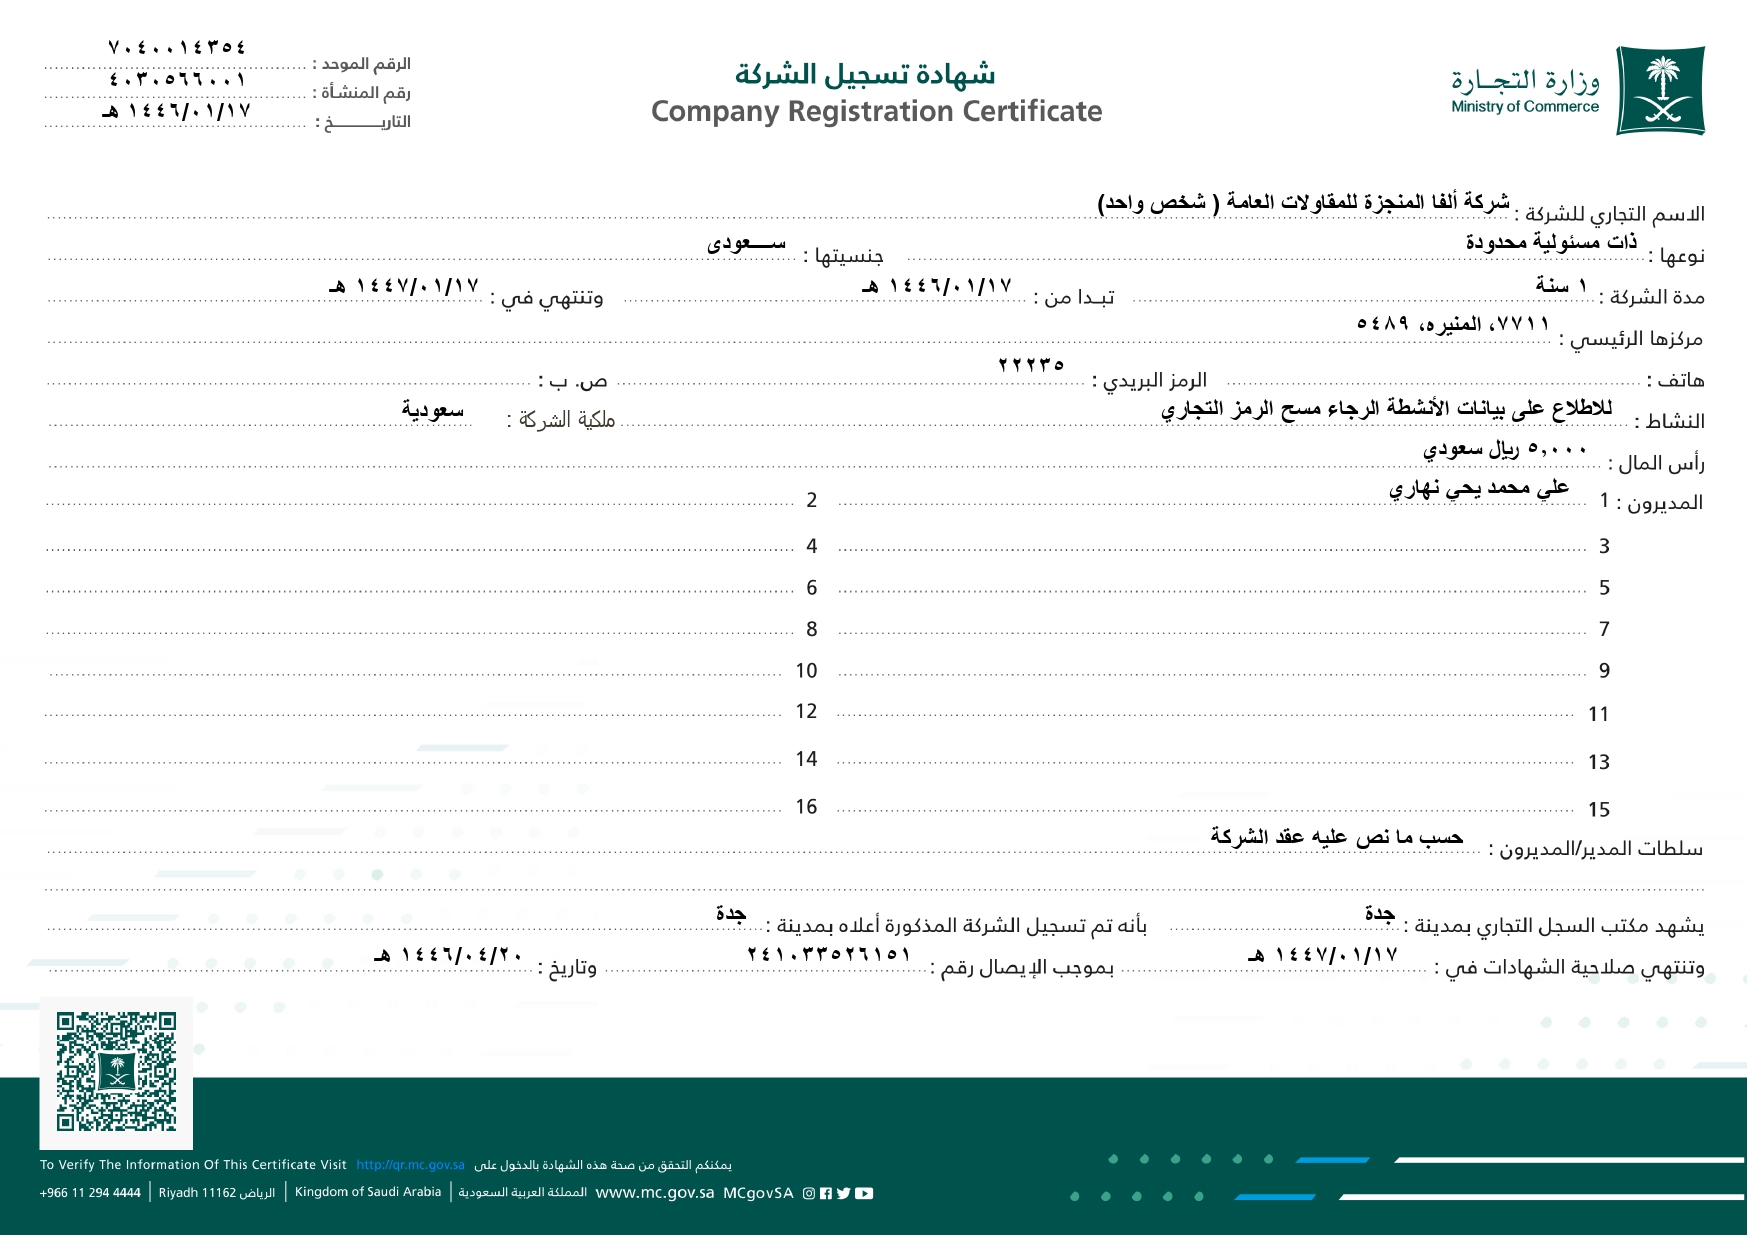 وزارة التجــارة
Ministry of Commerce
شهادة تسجيل الشركة
Company Registration Certificate
الرقم الموحد : ٧٠٤٠٠١٤٣٥٤
رقم المنشأة : ٤٠٣٠٥٦٦٠٠١
التاريــــــــخ : ١٤٤٦/٠١/١٧ هـ
الاسم التجاري للشركة : شركة ألفا المنجزة للمقاولات العامة ( شخص واحد)
نوعها : ذات مسئولية محدودة جنسيتها : ســـعودى
مدة الشركة : ١ سنة تبـدا من : ١٤٤٦/٠١/١٧ هـ وتنتهي في : ١٤٤٧/٠١/١٧ هـ
مركزها الرئيسي : ٧٧١١، المنيره، ٥٤٨٩
هاتف : الرمز البريدي : ٢٢٢٣٥ ص. ب :
النشاط : للاطلاع على بيانات الأنشطة الرجاء مسح الرمز التجاري ملكية الشركة : سعودية
رأس المال : ٥,٠٠٠ ريال سعودي
المديرون : 1 علي محمد يحي نهاري 2
3 4
5 6
7 8
9 10
11 12
13 14
15 16
سلطات المدير/المديرون : حسب ما نص عليه عقد الشركة
يشهد مكتب السجل التجاري بمدينة : جدة بأنه تم تسجيل الشركة المذكورة أعلاه بمدينة : جدة
وتنتهي صلاحية الشهادات في : ١٤٤٧/٠١/١٧ هـ بموجب الإيصال رقم : ٢٤١٠٣٣٥٢٦١٥١ وتاريخ : ١٤٤٦/٠٤/٢٠ هـ
To Verify The Information Of This Certificate Visit http://qr.mc.gov.sa يمكنكم التحقق من صحة هذه الشهادة بالدخول على
+966 11 294 4444 | Riyadh 11162 الرياض | Kingdom of Saudi Arabia | المملكة العربية السعودية www.mc.gov.sa MCgovSA